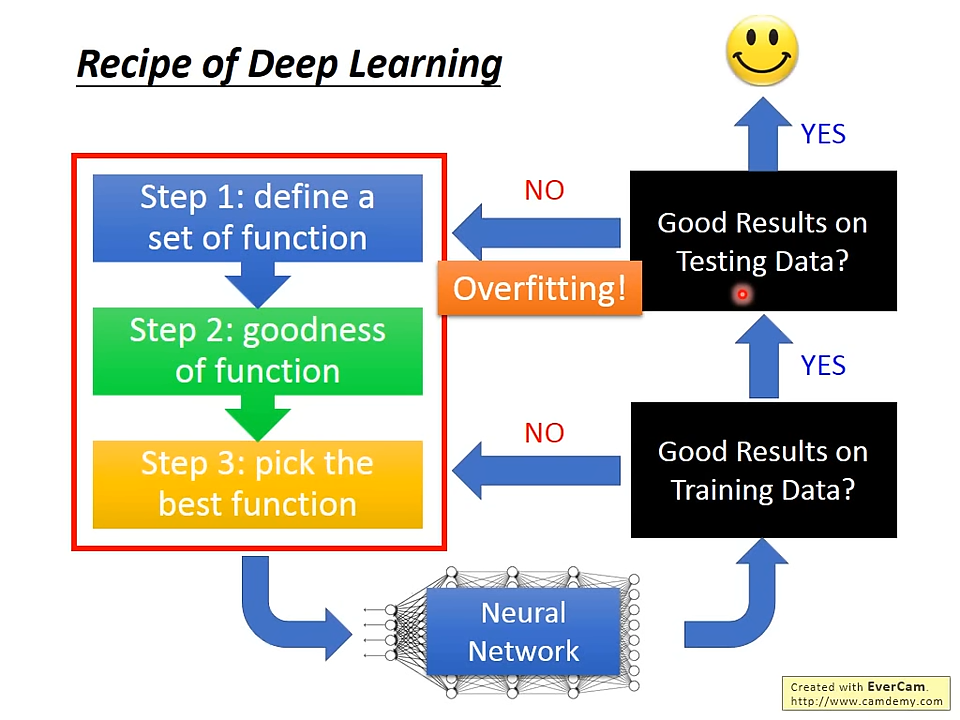 Recipe of Deep Learning
YES
Step 1: define a
set of function
NO
Good Results on
Testing Data?
Overfitting!
Step 2: goodness
of function
YES
Step 3: pick the
best function
NO
Good Results on
Training Data?
Neural
Network
Created with EverCam.
http://www.camdemy.com